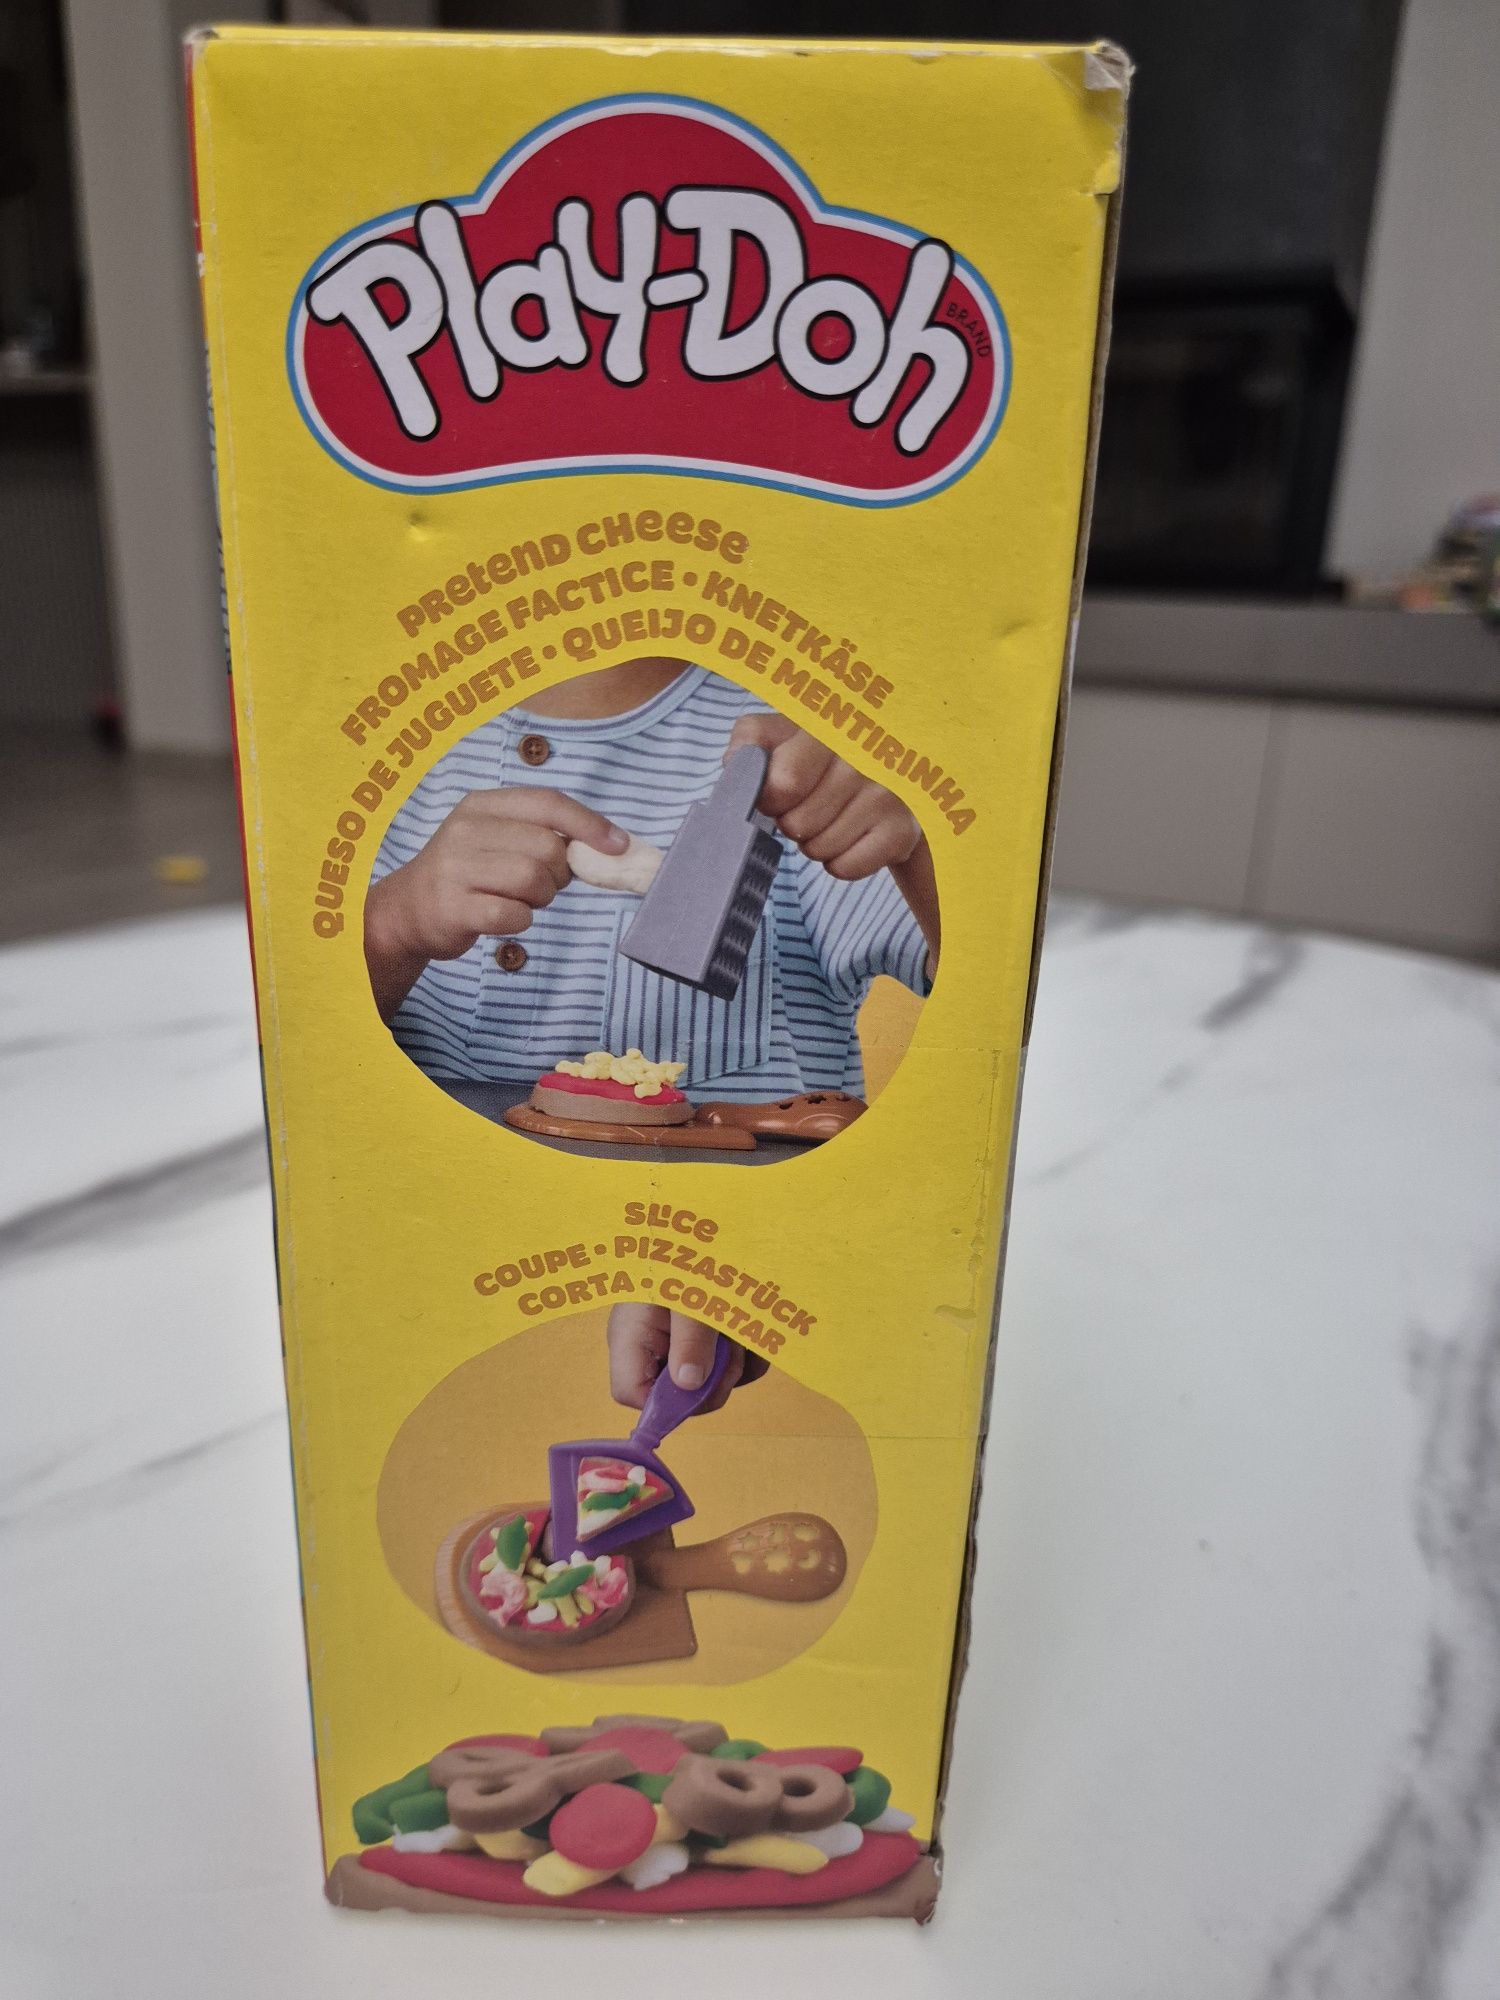 Play-Doh
BRAND
PRetenD CHeese
FROMAGE FACTICE • KNETKÄSE
QUESO DE JUGUETE • QUEIJO DE MENTIRINHA
SLiCe
COUPE • PIZZASTÜCK
CORTA • CORTAR